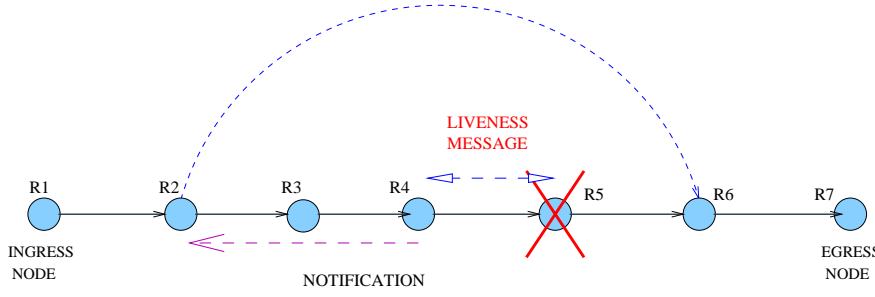 LIVENESS
MESSAGE
R1
R2
R3
R4
R5
R6
R7
INGRESS
NODE
NOTIFICATION
EGRESS
NODE